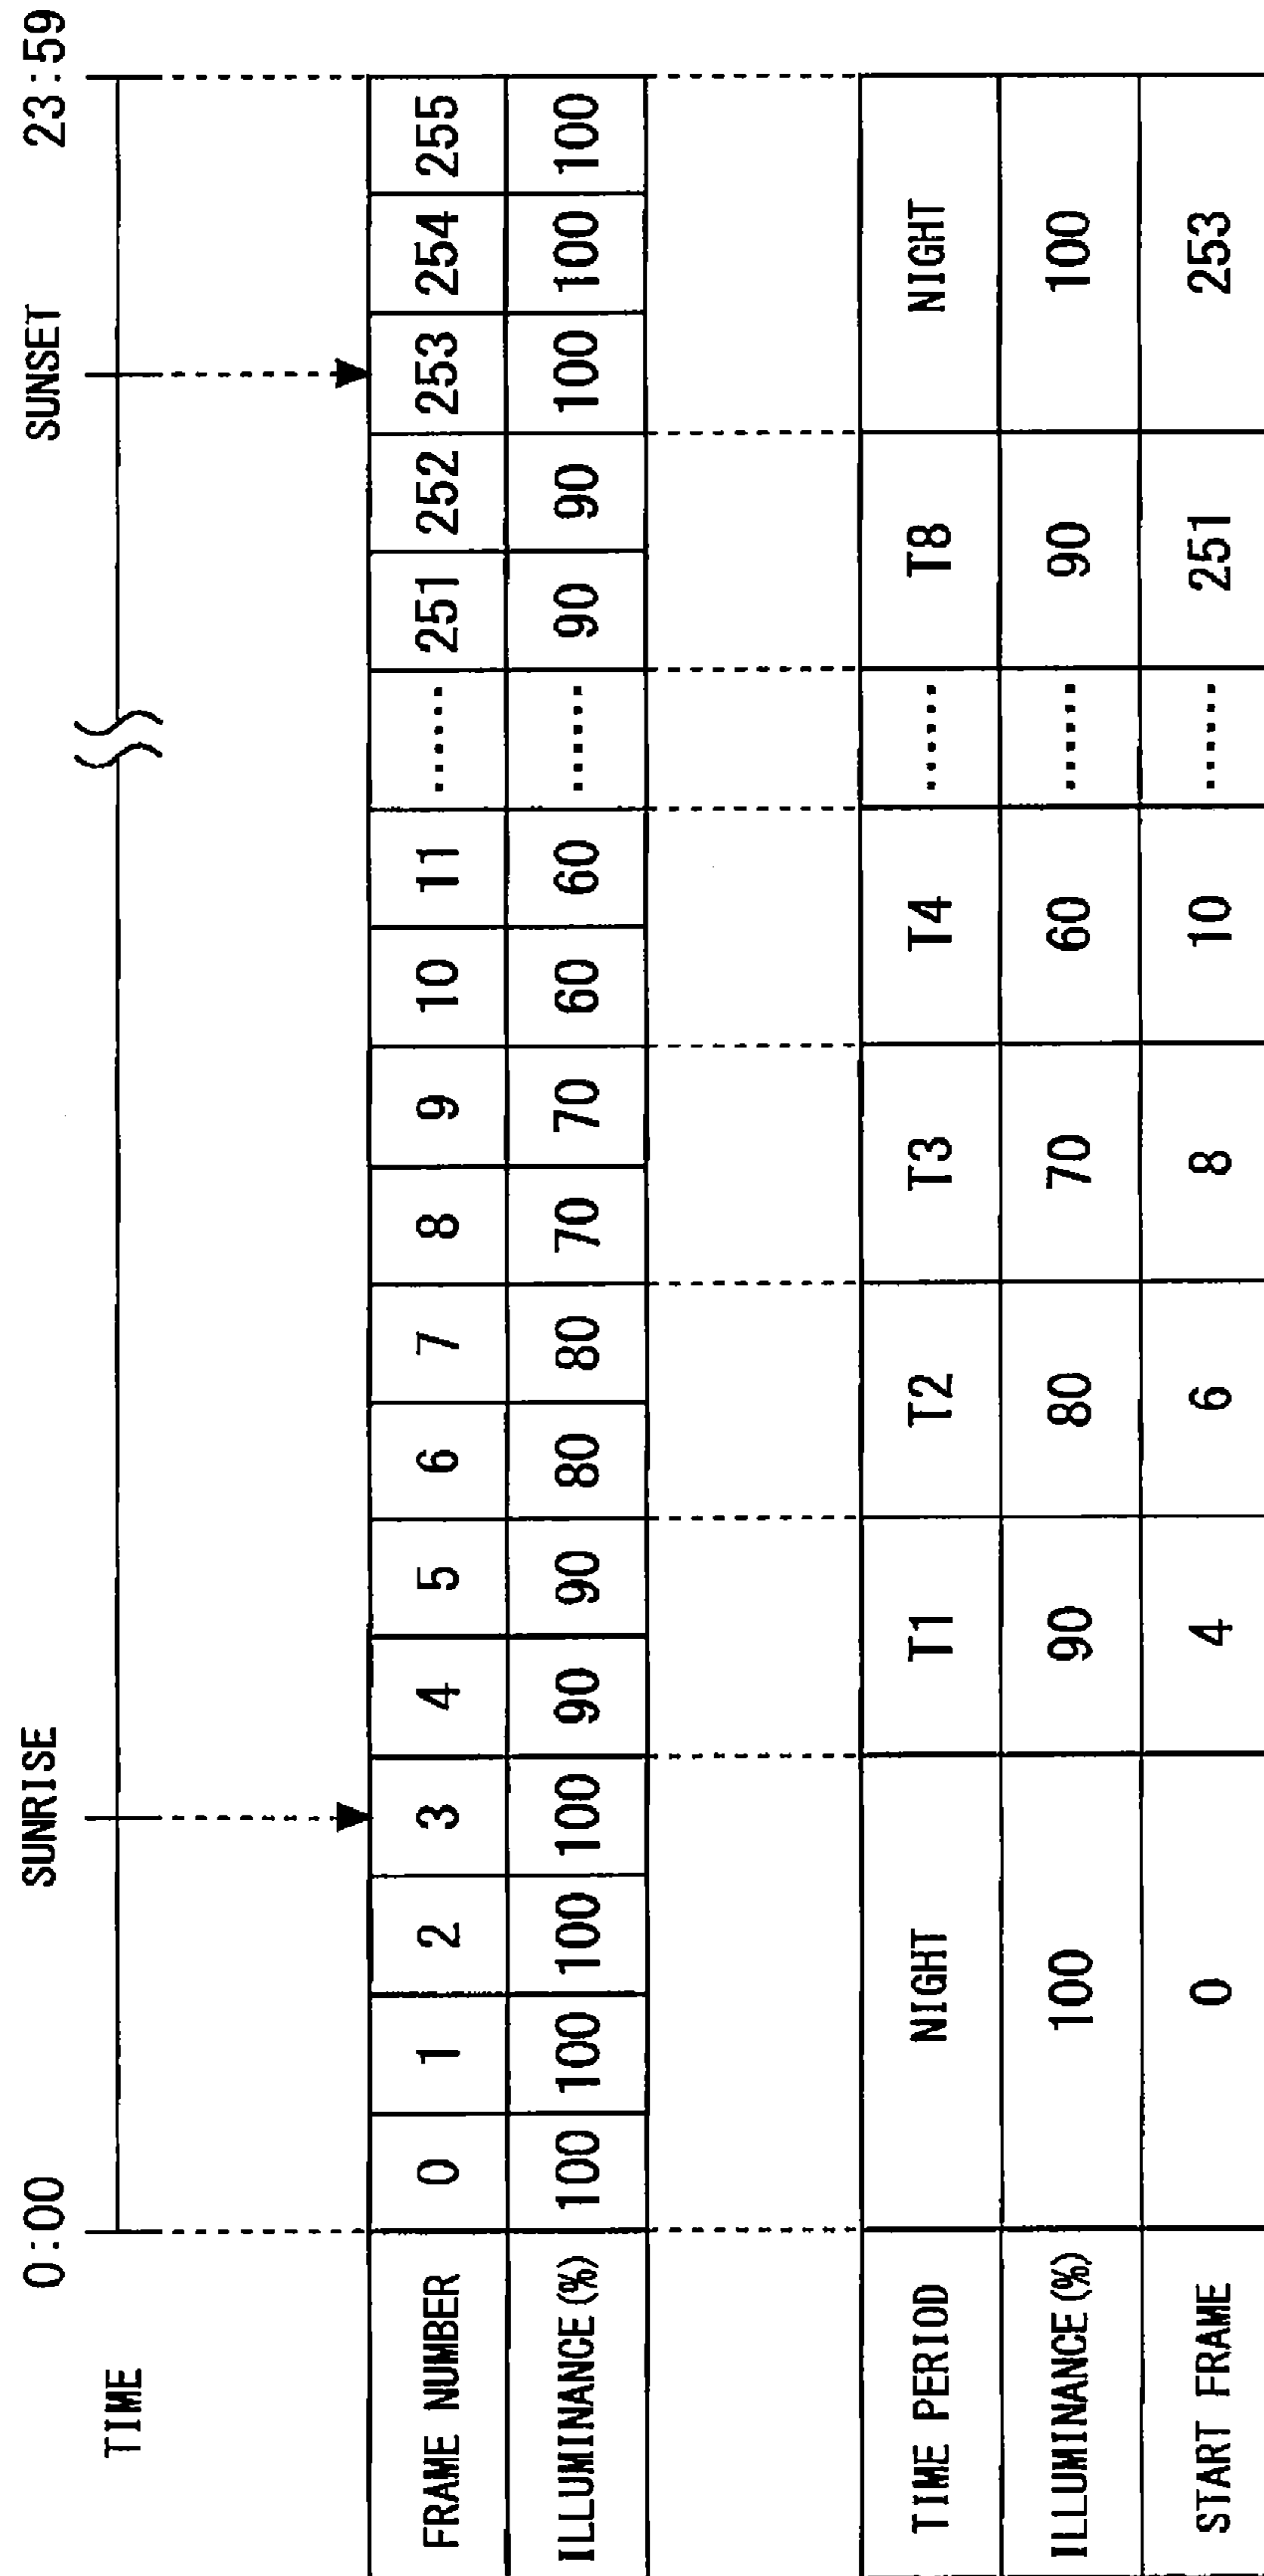 0:00 SUNRISE SUNSET 23:59
TIME
FRAME NUMBER 0 1 2 3 4 5 6 7 8 9 10 11 ...... 251 252 253 254 255
ILLUMINANCE(%) 100 100 100 100 90 90 80 80 70 70 60 60 ...... 90 90 100 100 100
TIME PERIOD NIGHT T1 T2 T3 T4 ...... T8 NIGHT
ILLUMINANCE(%) 100 90 80 70 60 ...... 90 100
START FRAME 0 4 6 8 10 ...... 251 253